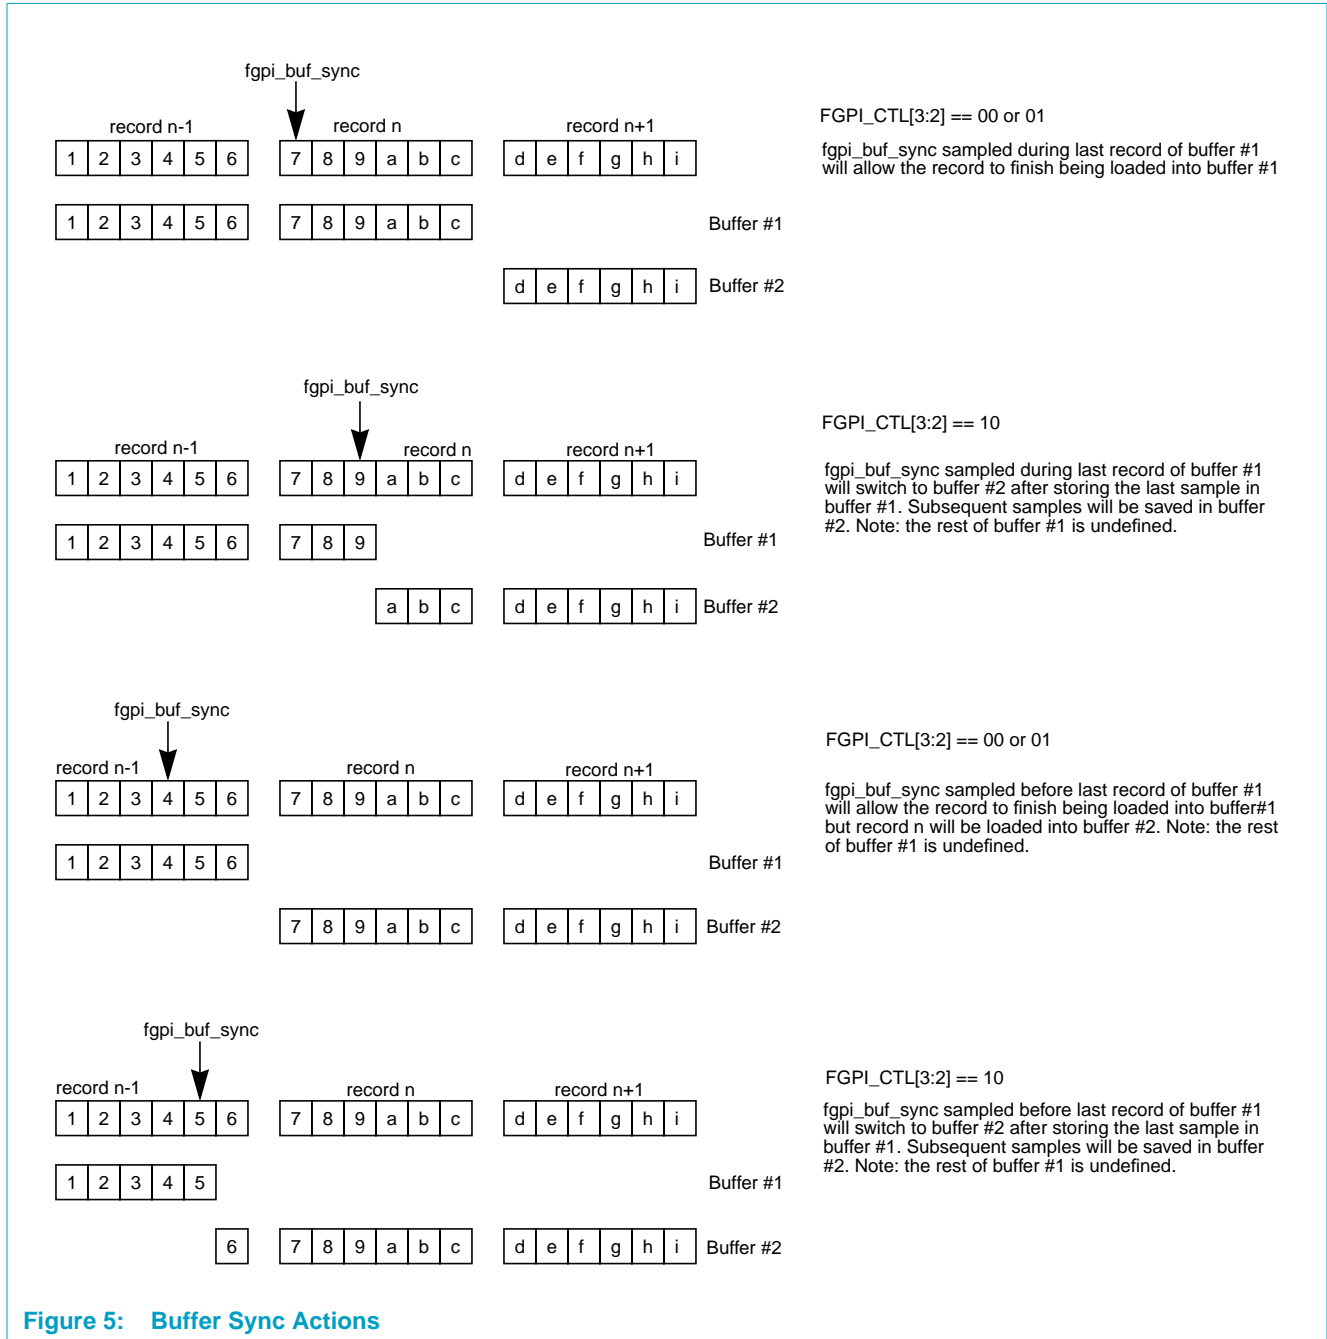 fgpi_buf_sync
record n-1 record n record n+1
1 2 3 4 5 6 7 8 9 a b c d e f g h i
1 2 3 4 5 6 7 8 9 a b c Buffer #1
d e f g h i Buffer #2
FGPI_CTL[3:2] == 00 or 01
fgpi_buf_sync sampled during last record of buffer #1
will allow the record to finish being loaded into buffer #1
fgpi_buf_sync
record n-1 record n record n+1
1 2 3 4 5 6 7 8 9 a b c d e f g h i
1 2 3 4 5 6 7 8 9 Buffer #1
a b c d e f g h i Buffer #2
FGPI_CTL[3:2] == 10
fgpi_buf_sync sampled during last record of buffer #1
will switch to buffer #2 after storing the last sample in
buffer #1. Subsequent samples will be saved in buffer
#2. Note: the rest of buffer #1 is undefined.
fgpi_buf_sync
record n-1 record n record n+1
1 2 3 4 5 6 7 8 9 a b c d e f g h i
1 2 3 4 5 6 Buffer #1
7 8 9 a b c d e f g h i Buffer #2
FGPI_CTL[3:2] == 00 or 01
fgpi_buf_sync sampled before last record of buffer #1
will allow the record to finish being loaded into buffer#1
but record n will be loaded into buffer #2. Note: the rest
of buffer #1 is undefined.
fgpi_buf_sync
record n-1 record n record n+1
1 2 3 4 5 6 7 8 9 a b c d e f g h i
1 2 3 4 5 Buffer #1
6 7 8 9 a b c d e f g h i Buffer #2
FGPI_CTL[3:2] == 10
fgpi_buf_sync sampled before last record of buffer #1
will switch to buffer #2 after storing the last sample in
buffer #1. Subsequent samples will be saved in buffer
#2. Note: the rest of buffer #1 is undefined.
Figure 5: Buffer Sync Actions